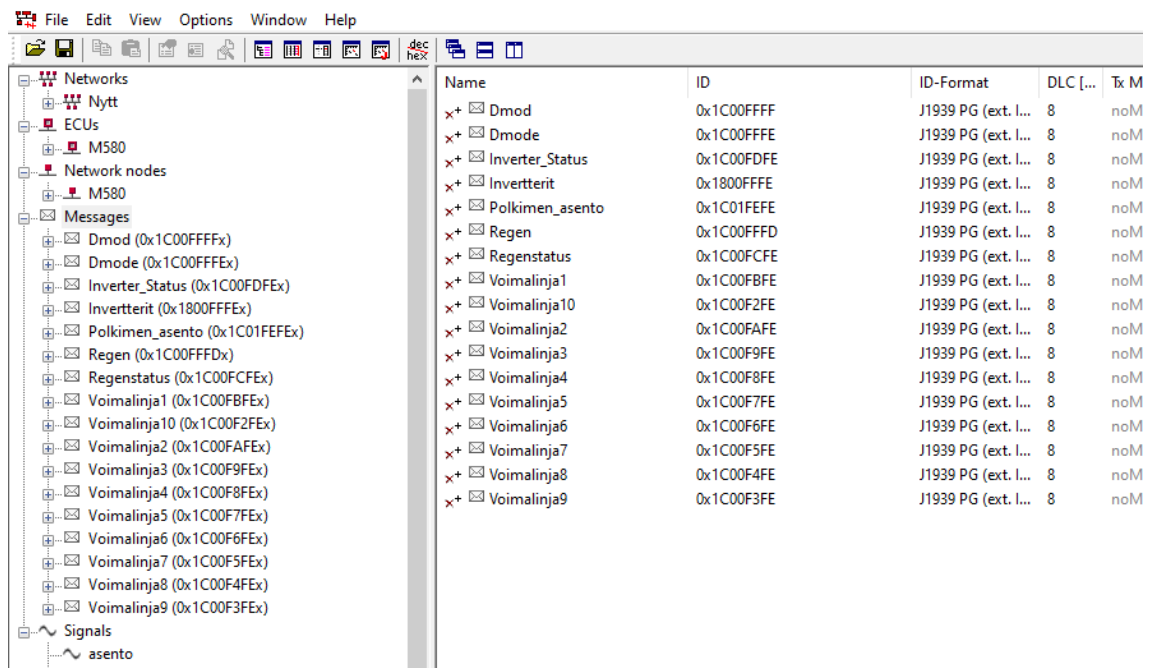 File Edit View Options Window Help
dec
hex
Networks
Nytt
ECUs
M580
Network nodes
M580
Messages
Dmod (0x1C00FFFFx)
Dmode (0x1C00FFFEx)
Inverter_Status (0x1C00FDFEx)
Invertterit (0x1800FFFEx)
Polkimen_asento (0x1C01FEFEx)
Regen (0x1C00FFFDx)
Regenstatus (0x1C00FCFEx)
Voimalinja1 (0x1C00FBFEx)
Voimalinja10 (0x1C00F2FEx)
Voimalinja2 (0x1C00FAFEx)
Voimalinja3 (0x1C00F9FEx)
Voimalinja4 (0x1C00F8FEx)
Voimalinja5 (0x1C00F7FEx)
Voimalinja6 (0x1C00F6FEx)
Voimalinja7 (0x1C00F5FEx)
Voimalinja8 (0x1C00F4FEx)
Voimalinja9 (0x1C00F3FEx)
Signals
asento
Name ID ID-Format DLC [... Tx M
Dmod 0x1C00FFFF J1939 PG (ext. I... 8 noM
Dmode 0x1C00FFFE J1939 PG (ext. I... 8 noM
Inverter_Status 0x1C00FDFE J1939 PG (ext. I... 8 noM
Invertterit 0x1800FFFE J1939 PG (ext. I... 8 noM
Polkimen_asento 0x1C01FEFE J1939 PG (ext. I... 8 noM
Regen 0x1C00FFFD J1939 PG (ext. I... 8 noM
Regenstatus 0x1C00FCFE J1939 PG (ext. I... 8 noM
Voimalinja1 0x1C00FBFE J1939 PG (ext. I... 8 noM
Voimalinja10 0x1C00F2FE J1939 PG (ext. I... 8 noM
Voimalinja2 0x1C00FAFE J1939 PG (ext. I... 8 noM
Voimalinja3 0x1C00F9FE J1939 PG (ext. I... 8 noM
Voimalinja4 0x1C00F8FE J1939 PG (ext. I... 8 noM
Voimalinja5 0x1C00F7FE J1939 PG (ext. I... 8 noM
Voimalinja6 0x1C00F6FE J1939 PG (ext. I... 8 noM
Voimalinja7 0x1C00F5FE J1939 PG (ext. I... 8 noM
Voimalinja8 0x1C00F4FE J1939 PG (ext. I... 8 noM
Voimalinja9 0x1C00F3FE J1939 PG (ext. I... 8 noM